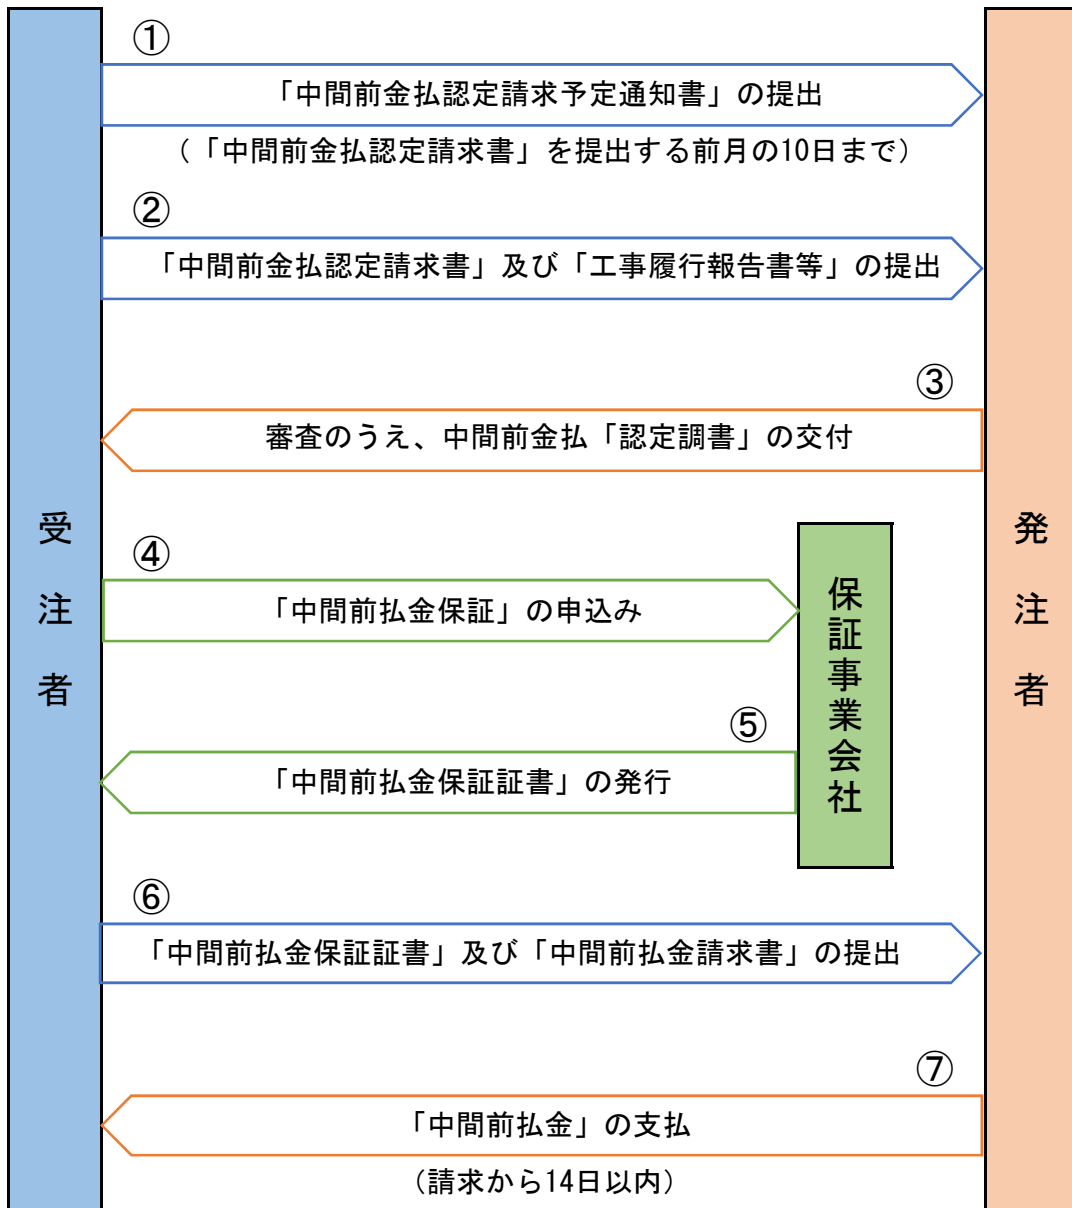 ①
「中間前金払認定請求予定通知書」の提出
（「中間前金払認定請求書」を提出する前月の10日まで）
②
「中間前金払認定請求書」及び「工事履行報告書等」の提出
③
審査のうえ、中間前金払「認定調書」の交付
受注者
発注者
保証事業会社
④
「中間前払金保証」の申込み
⑤
「中間前払金保証証書」の発行
⑥
「中間前払金保証証書」及び「中間前払金請求書」の提出
⑦
「中間前払金」の支払
（請求から14日以内）